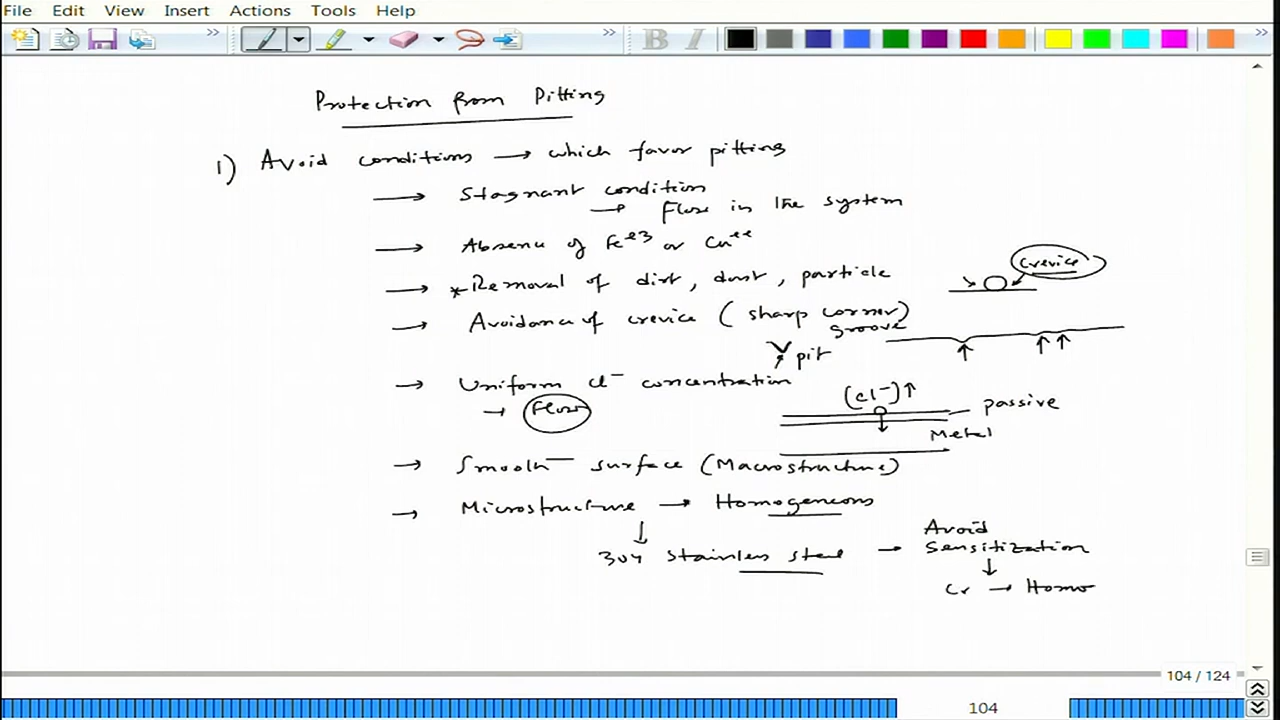 File Edit View Insert Actions Tools Help
Protection from Pitting
1) Avoid conditions → which favor pitting
→ Stagnant condition
→ Flow in the system
→ Absence of Fe+3 or Cu++
→ *Removal of dirt, dust, particle
crevice
→ Avoidance of crevice (sharp corner)
groove
pit
→ Uniform Cl⁻ concentration
→ Flow
(Cl⁻)↑
passive
Metal
→ Smooth surface (Macrostructure)
→ Microstructure → Homogeneous
↓
304 Stainless steel → Avoid
Sensitization
↓
Cr → Homo
104 / 124
104